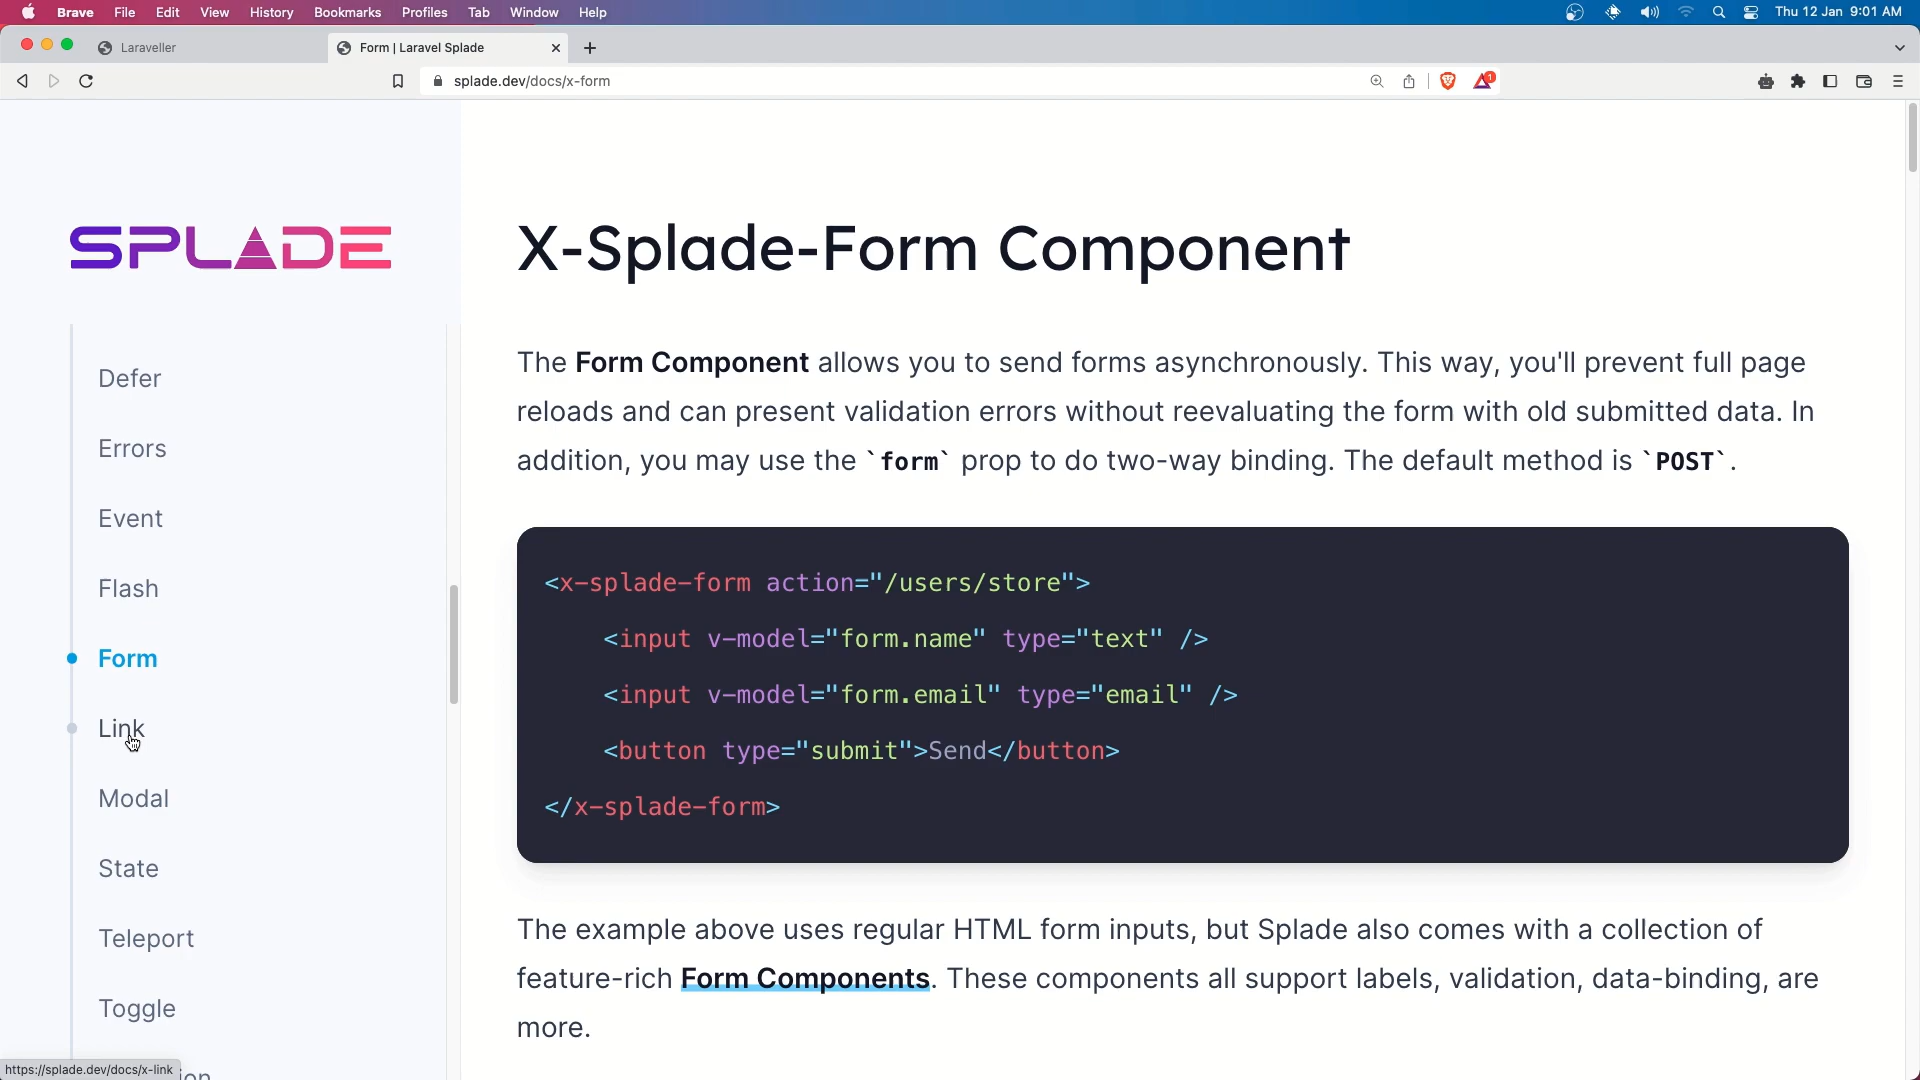 Brave File Edit View History Bookmarks Profiles Tab Window Help Thu 12 Jan 9:01 AM
Laraveller Form | Laravel Splade
splade.dev/docs/x-form 1
SPLADE
Defer
Errors
Event
Flash
Form
Link
Modal
State
Teleport
Toggle
https://splade.dev/docs/x-link
X-Splade-Form Component
The Form Component allows you to send forms asynchronously. This way, you'll prevent full page
reloads and can present validation errors without reevaluating the form with old submitted data. In
addition, you may use the `form` prop to do two-way binding. The default method is `POST`.
<x-splade-form action="/users/store">
<input v-model="form.name" type="text" />
<input v-model="form.email" type="email" />
<button type="submit">Send</button>
</x-splade-form>
The example above uses regular HTML form inputs, but Splade also comes with a collection of
feature-rich Form Components. These components all support labels, validation, data-binding, are
more.